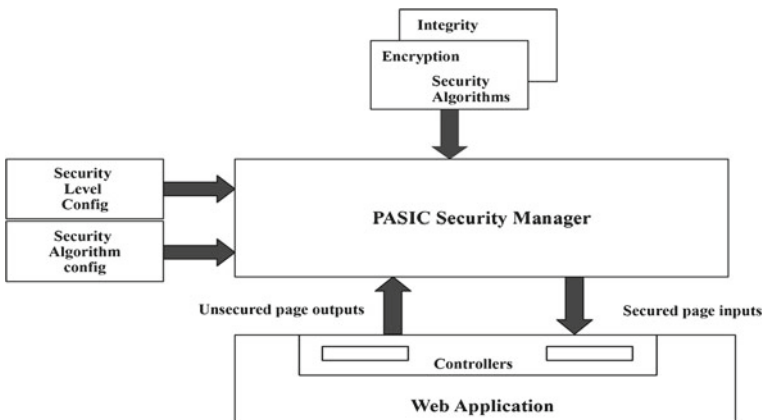 Integrity
Encryption
Security
Algorithms
Security
Level
Config
Security
Algorithm
config
PASIC Security Manager
Unsecured page outputs
Secured page inputs
Controllers
Web Application